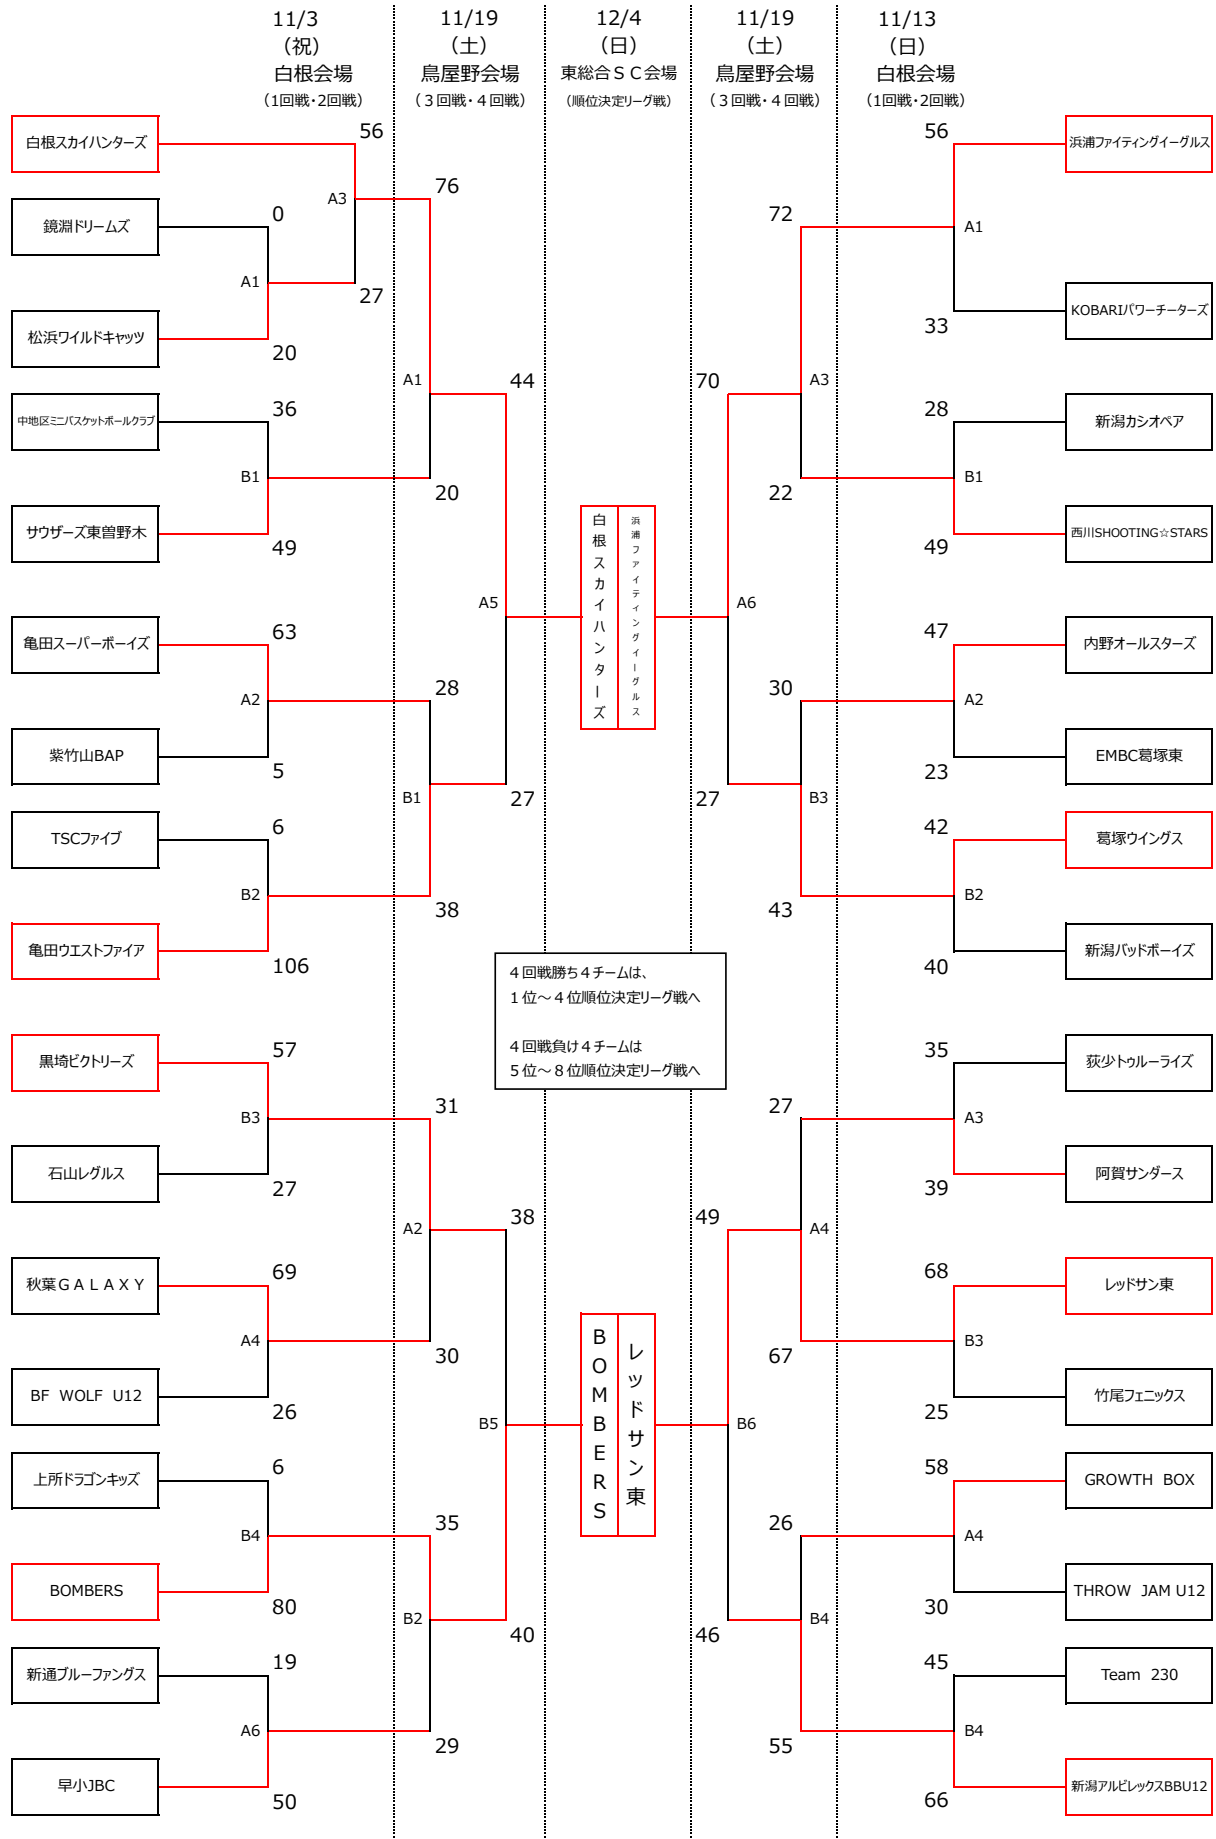 11/3
（祝）
白根会場
（1回戦・2回戦）
11/19
（土）
鳥屋野会場
（３回戦・４回戦）
12/4
（日）
東総合ＳＣ会場
（順位決定リーグ戦）
11/19
（土）
鳥屋野会場
（３回戦・４回戦）
11/13
（日）
白根会場
（1回戦・2回戦）
白根スカイハンターズ
鏡淵ドリームズ
松浜ワイルドキャッツ
中地区ミニバスケットボールクラブ
サウザーズ東曽野木
亀田スーパーボーイズ
紫竹山BAP
TSCファイブ
亀田ウエストファイア
黒埼ビクトリーズ
石山レグルス
秋葉ＧＡＬＡＸＹ
BF WOLF U12
上所ドラゴンキッズ
BOMBERS
新通ブルーファングス
早小JBC
56
0
A3
A1
27
20
36
B1
49
63
A2
5
6
B2
106
57
B3
27
69
A4
26
6
B4
80
19
A6
50
76
A1
20
28
B1
38
31
A2
30
35
B2
29
44
A5
27
38
B5
40
白根スカイハンターズ
浜浦ファイティングイーグルス
４回戦勝ち４チームは、
１位～４位順位決定リーグ戦へ
４回戦負け４チームは
５位～８位順位決定リーグ戦へ
BOMBERS
レッドサン東
70
A6
27
49
B6
46
72
A3
22
30
B3
43
27
A4
67
26
B4
55
56
A1
33
28
B1
49
47
A2
23
42
B2
40
35
A3
39
68
B3
25
58
A4
30
45
B4
66
浜浦ファイティングイーグルス
KOBARIパワーチーターズ
新潟カシオペア
西川SHOOTING☆STARS
内野オールスターズ
EMBC葛塚東
葛塚ウイングス
新潟バッドボーイズ
荻少トゥルーライズ
阿賀サンダース
レッドサン東
竹尾フェニックス
GROWTH BOX
THROW JAM U12
Team 230
新潟アルビレックスBBU12